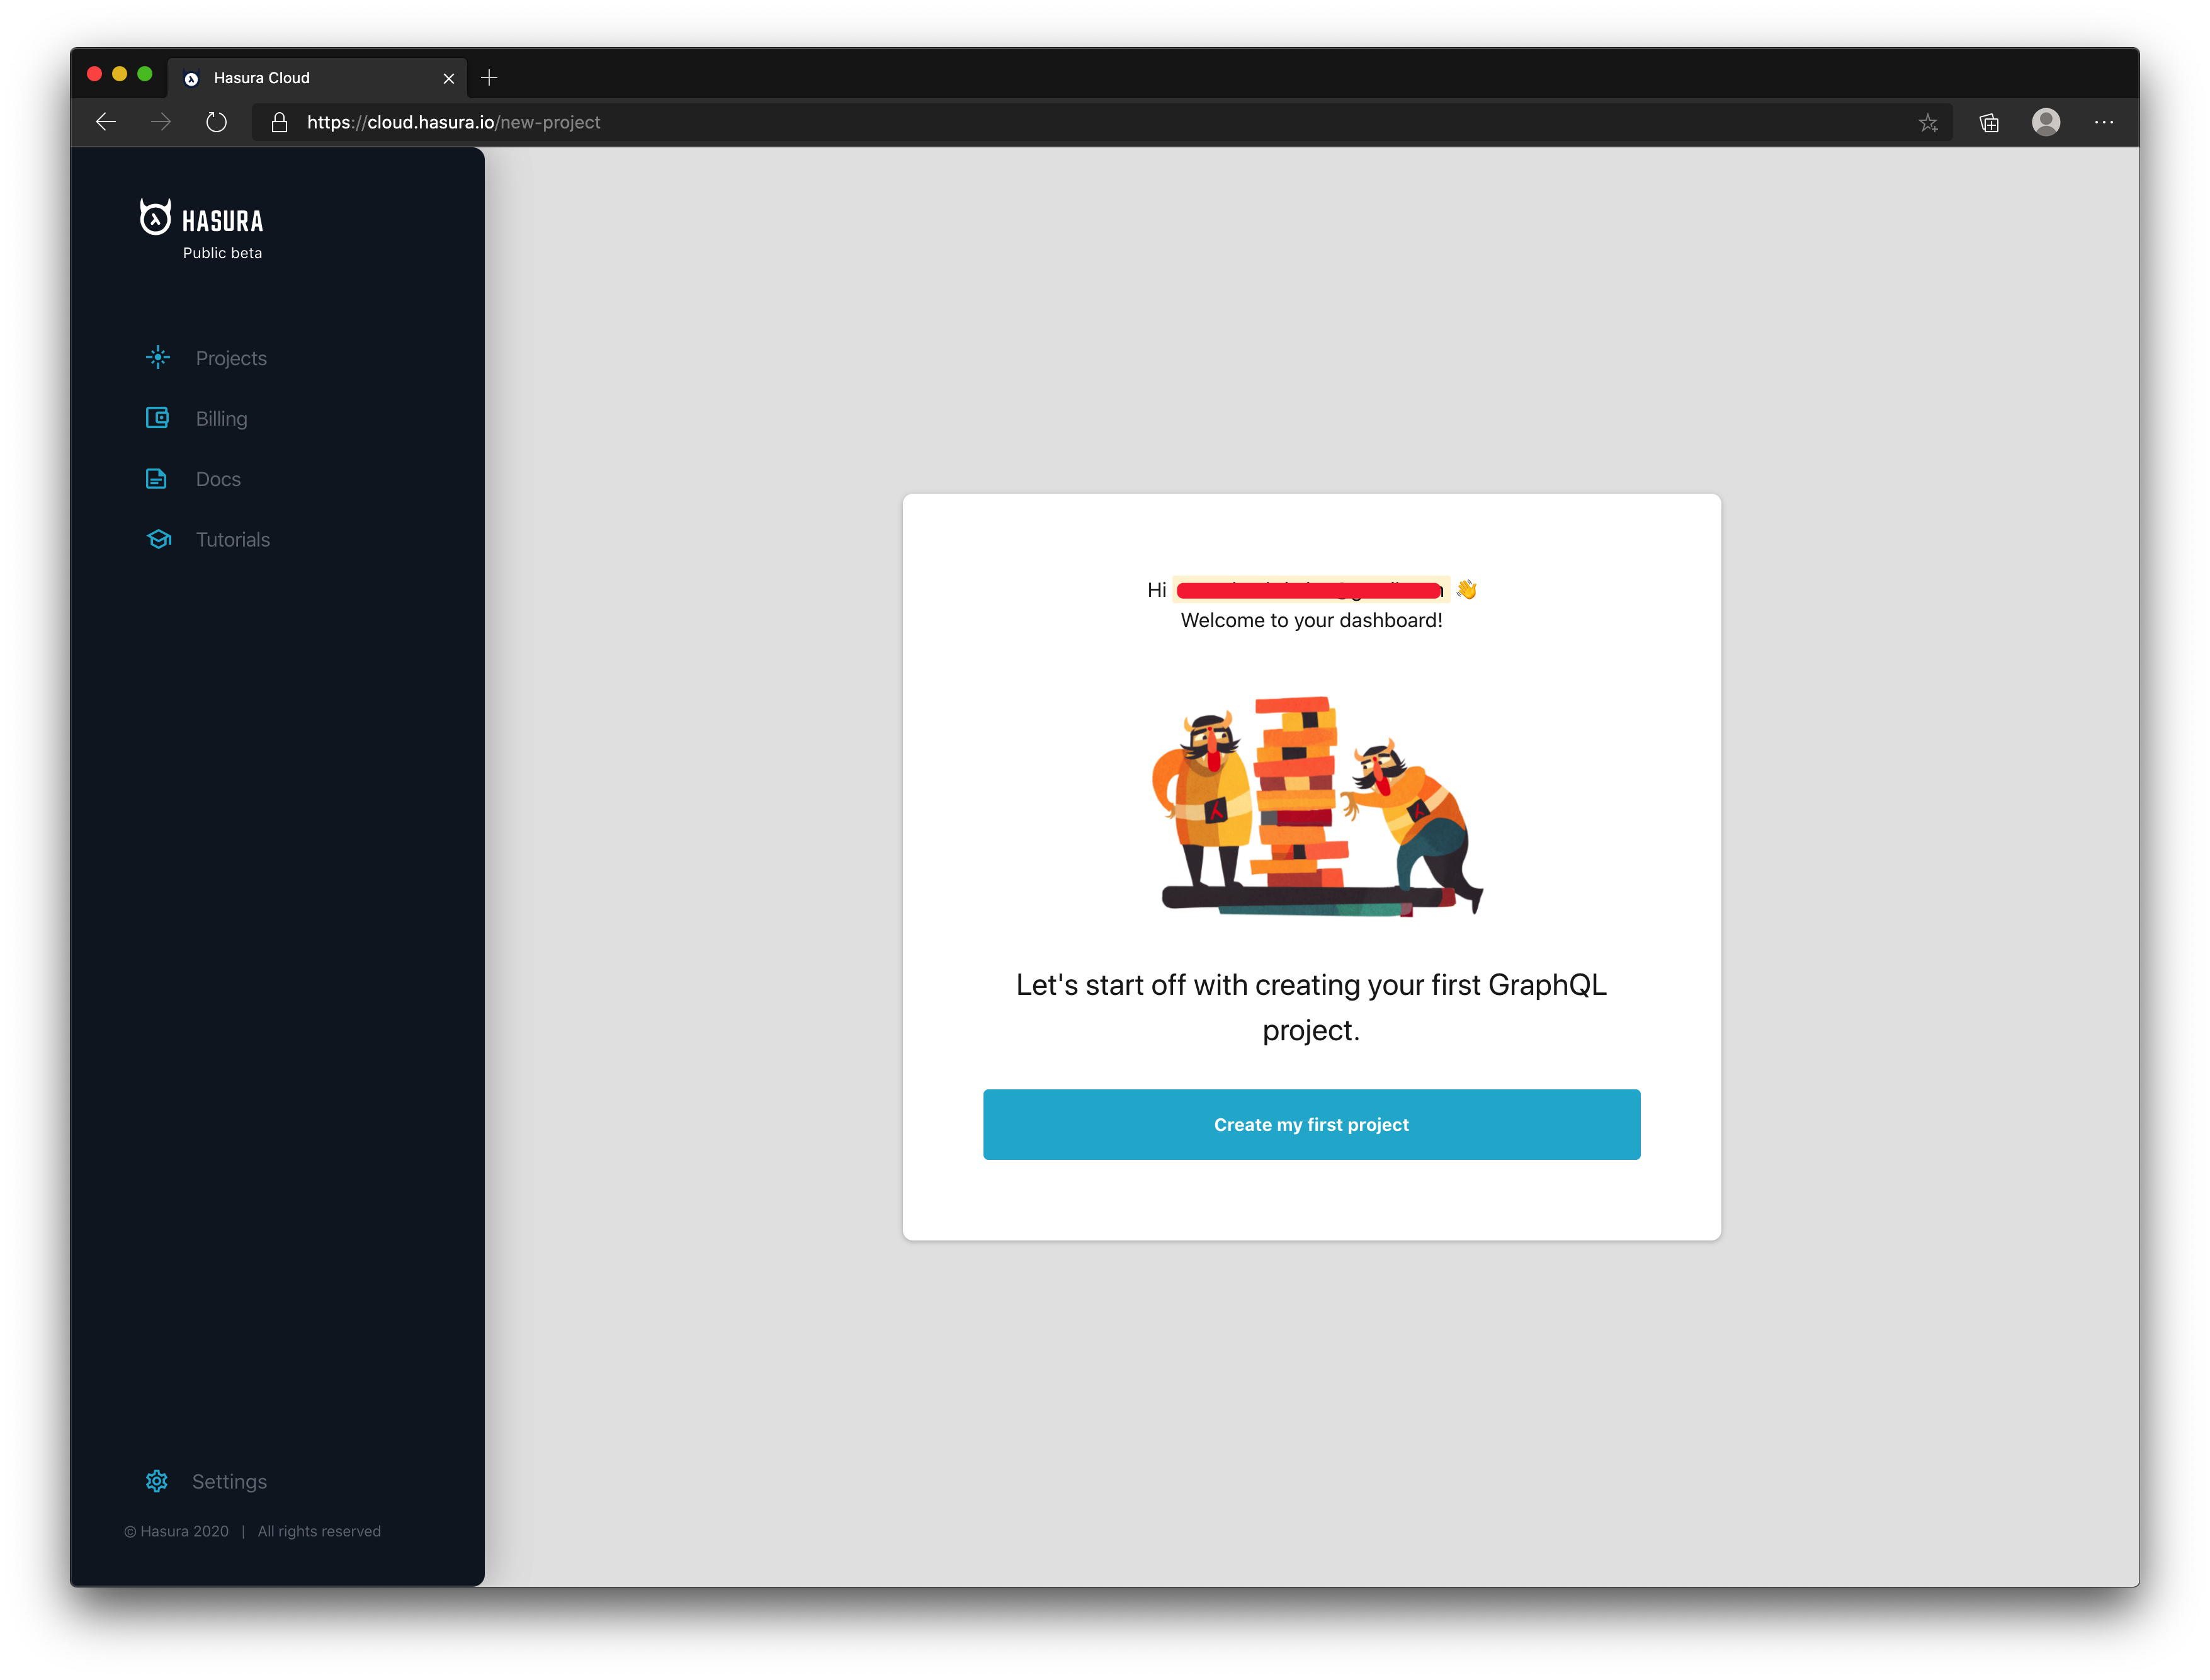 Hasura Cloud
https://cloud.hasura.io/new-project
HASURA
Public beta
Projects
Billing
Docs
Tutorials
Settings
© Hasura 2020 | All rights reserved
Hi 👋
Welcome to your dashboard!
Let's start off with creating your first GraphQL
project.
Create my first project